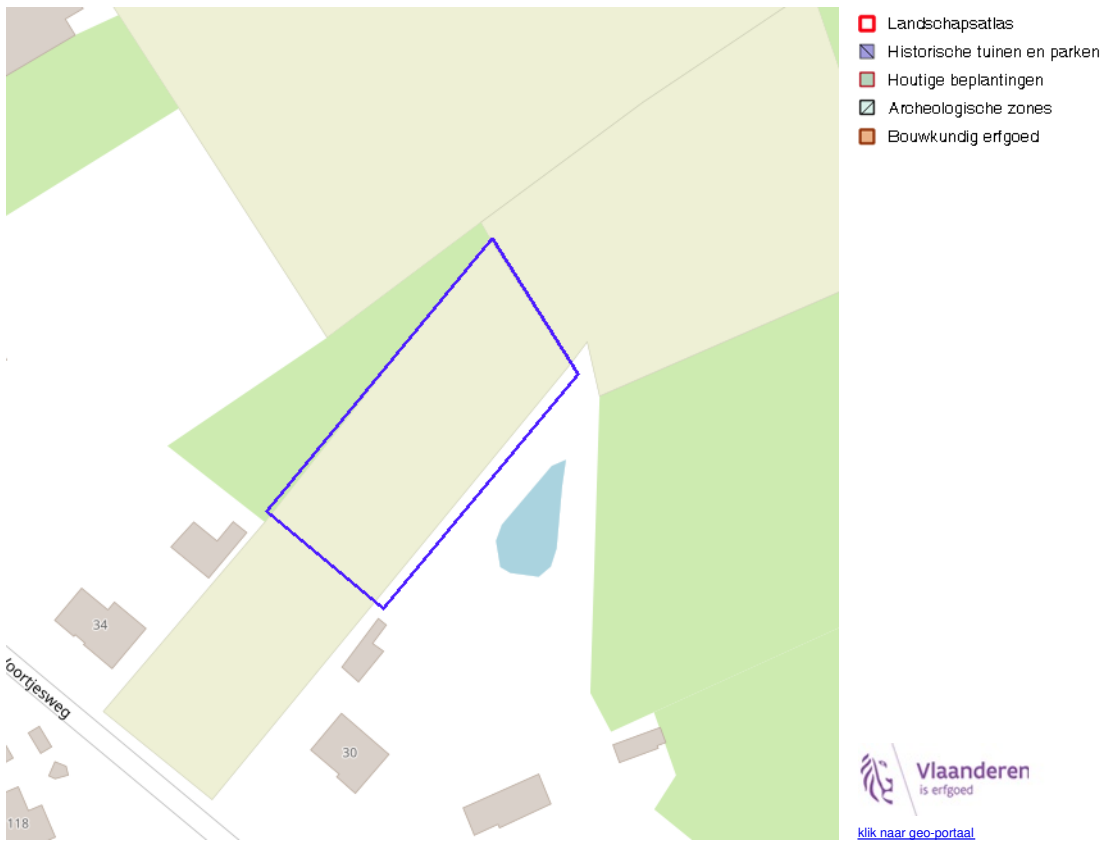 Landschapsatlas
Historische tuinen en parken
Houtige beplantingen
Archeologische zones
Bouwkundig erfgoed
34
30
118
Vlaanderen
is erfgoed
klik naar geo-portaal